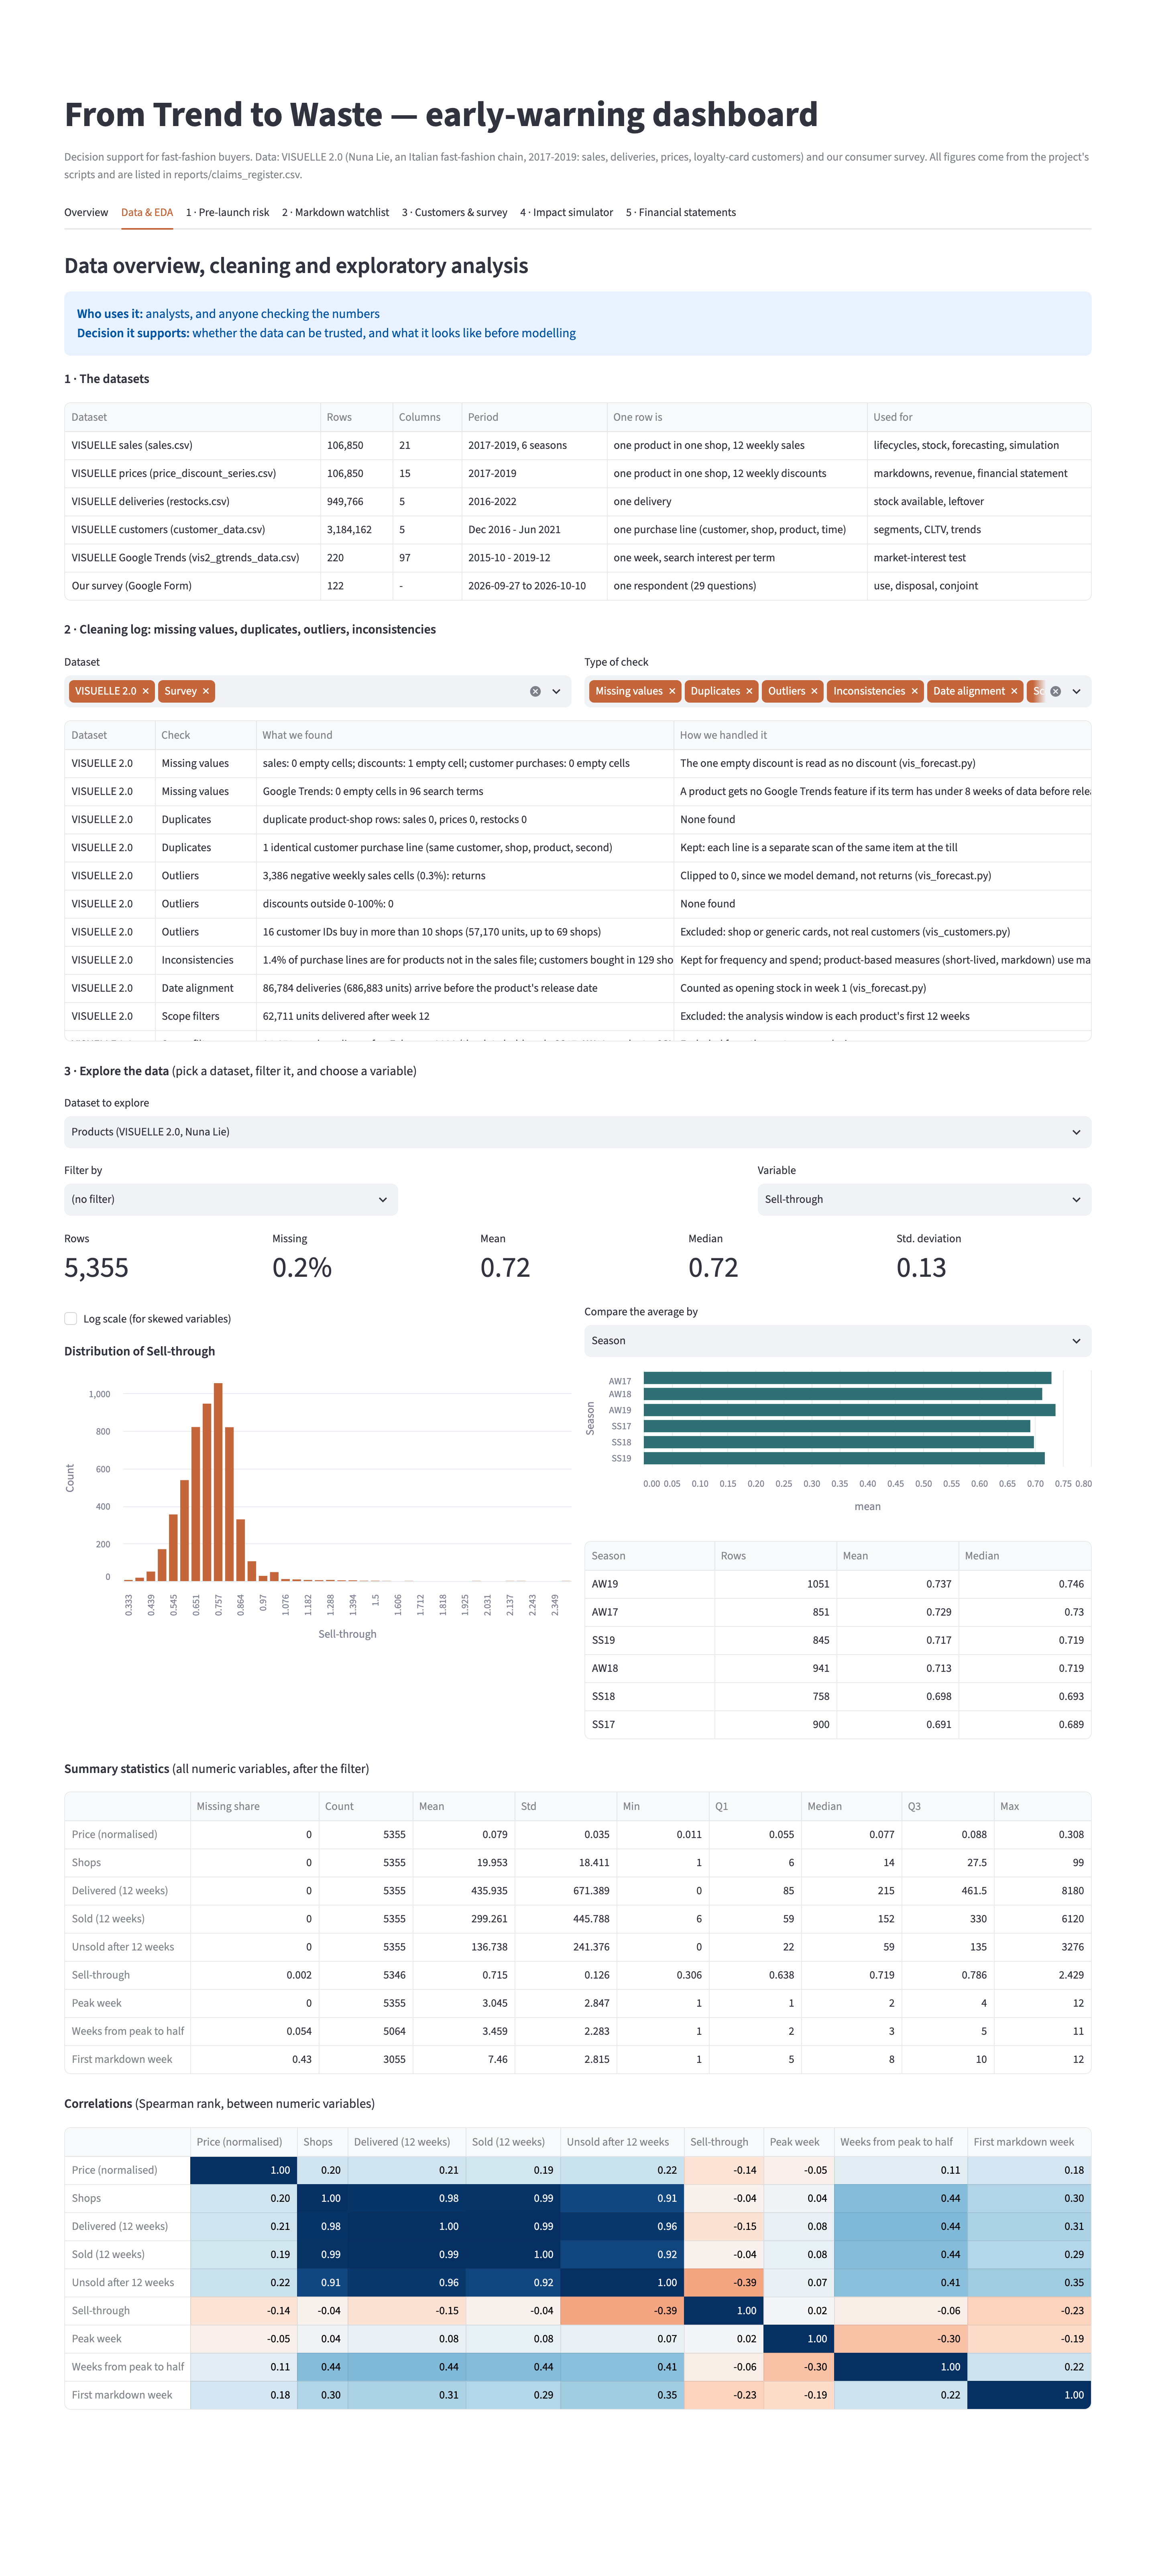 From Trend to Waste — early-warning dashboard
Decision support for fast-fashion buyers. Data: VISUELLE 2.0 (Nuna Lie, an Italian fast-fashion chain, 2017-2019: sales, deliveries, prices, loyalty-card customers) and our consumer survey. All figures come from the project's
scripts and are listed in reports/claims_register.csv.
Overview Data & EDA 1 · Pre-launch risk 2 · Markdown watchlist 3 · Customers & survey 4 · Impact simulator 5 · Financial statements
Data overview, cleaning and exploratory analysis
Who uses it: analysts, and anyone checking the numbers
Decision it supports: whether the data can be trusted, and what it looks like before modelling
1 · The datasets
Dataset Rows Columns Period One row is Used for
VISUELLE sales (sales.csv) 106,850 21 2017-2019, 6 seasons one product in one shop, 12 weekly sales lifecycles, stock, forecasting, simulation
VISUELLE prices (price_discount_series.csv) 106,850 15 2017-2019 one product in one shop, 12 weekly discounts markdowns, revenue, financial statement
VISUELLE deliveries (restocks.csv) 949,766 5 2016-2022 one delivery stock available, leftover
VISUELLE customers (customer_data.csv) 3,184,162 5 Dec 2016 - Jun 2021 one purchase line (customer, shop, product, time) segments, CLTV, trends
VISUELLE Google Trends (vis2_gtrends_data.csv) 220 97 2015-10 - 2019-12 one week, search interest per term market-interest test
Our survey (Google Form) 122 - 2026-09-27 to 2026-10-10 one respondent (29 questions) use, disposal, conjoint
2 · Cleaning log: missing values, duplicates, outliers, inconsistencies
Dataset Type of check
VISUELLE 2.0 × Survey × Missing values × Duplicates × Outliers × Inconsistencies × Date alignment ×
Dataset Check What we found How we handled it
VISUELLE 2.0 Missing values sales: 0 empty cells; discounts: 1 empty cell; customer purchases: 0 empty cells The one empty discount is read as no discount (vis_forecast.py)
VISUELLE 2.0 Missing values Google Trends: 0 empty cells in 96 search terms A product gets no Google Trends feature if its term has under 8 weeks of data before relea
VISUELLE 2.0 Duplicates duplicate product-shop rows: sales 0, prices 0, restocks 0 None found
VISUELLE 2.0 Duplicates 1 identical customer purchase line (same customer, shop, product, second) Kept: each line is a separate scan of the same item at the till
VISUELLE 2.0 Outliers 3,386 negative weekly sales cells (0.3%): returns Clipped to 0, since we model demand, not returns (vis_forecast.py)
VISUELLE 2.0 Outliers discounts outside 0-100%: 0 None found
VISUELLE 2.0 Outliers 16 customer IDs buy in more than 10 shops (57,170 units, up to 69 shops) Excluded: shop or generic cards, not real customers (vis_customers.py)
VISUELLE 2.0 Inconsistencies 1.4% of purchase lines are for products not in the sales file; customers bought in 129 sho Kept for frequency and spend; product-based measures (short-lived, markdown) use ma
VISUELLE 2.0 Date alignment 86,784 deliveries (686,883 units) arrive before the product's release date Counted as opening stock in week 1 (vis_forecast.py)
VISUELLE 2.0 Scope filters 62,711 units delivered after week 12 Excluded: the analysis window is each product's first 12 weeks
3 · Explore the data (pick a dataset, filter it, and choose a variable)
Dataset to explore
Products (VISUELLE 2.0, Nuna Lie)
Filter by Variable
(no filter) Sell-through
Rows Missing Mean Median Std. deviation
5,355 0.2% 0.72 0.72 0.13
Log scale (for skewed variables)
Distribution of Sell-through
1,000
800
600
400
200
0
Count
0.333 0.439 0.545 0.651 0.757 0.864 0.97 1.076 1.182 1.288 1.394 1.5 1.606 1.712 1.818 1.925 2.031 2.137 2.243 2.349
Sell-through
Compare the average by
Season
AW17
AW18
AW19
SS17
SS18
SS19
Season
0.00 0.05 0.10 0.15 0.20 0.25 0.30 0.35 0.40 0.45 0.50 0.55 0.60 0.65 0.70 0.75 0.80
mean
Season Rows Mean Median
AW19 1051 0.737 0.746
AW17 851 0.729 0.73
SS19 845 0.717 0.719
AW18 941 0.713 0.719
SS18 758 0.698 0.693
SS17 900 0.691 0.689
Summary statistics (all numeric variables, after the filter)
Missing share Count Mean Std Min Q1 Median Q3 Max
Price (normalised) 0 5355 0.079 0.035 0.011 0.055 0.077 0.088 0.308
Shops 0 5355 19.953 18.411 1 6 14 27.5 99
Delivered (12 weeks) 0 5355 435.935 671.389 0 85 215 461.5 8180
Sold (12 weeks) 0 5355 299.261 445.788 6 59 152 330 6120
Unsold after 12 weeks 0 5355 136.738 241.376 0 22 59 135 3276
Sell-through 0.002 5346 0.715 0.126 0.306 0.638 0.719 0.786 2.429
Peak week 0 5355 3.045 2.847 1 1 2 4 12
Weeks from peak to half 0.054 5064 3.459 2.283 1 2 3 5 11
First markdown week 0.43 3055 7.46 2.815 1 5 8 10 12
Correlations (Spearman rank, between numeric variables)
Price (normalised) Shops Delivered (12 weeks) Sold (12 weeks) Unsold after 12 weeks Sell-through Peak week Weeks from peak to half First markdown week
Price (normalised) 1.00 0.20 0.21 0.19 0.22 -0.14 -0.05 0.11 0.18
Shops 0.20 1.00 0.98 0.99 0.91 -0.04 0.04 0.44 0.30
Delivered (12 weeks) 0.21 0.98 1.00 0.99 0.96 -0.15 0.08 0.44 0.31
Sold (12 weeks) 0.19 0.99 0.99 1.00 0.92 -0.04 0.08 0.44 0.29
Unsold after 12 weeks 0.22 0.91 0.96 0.92 1.00 -0.39 0.07 0.41 0.35
Sell-through -0.14 -0.04 -0.15 -0.04 -0.39 1.00 0.02 -0.06 -0.23
Peak week -0.05 0.04 0.08 0.08 0.07 0.02 1.00 -0.30 -0.19
Weeks from peak to half 0.11 0.44 0.44 0.44 0.41 -0.06 -0.30 1.00 0.22
First markdown week 0.18 0.30 0.31 0.29 0.35 -0.23 -0.19 0.22 1.00